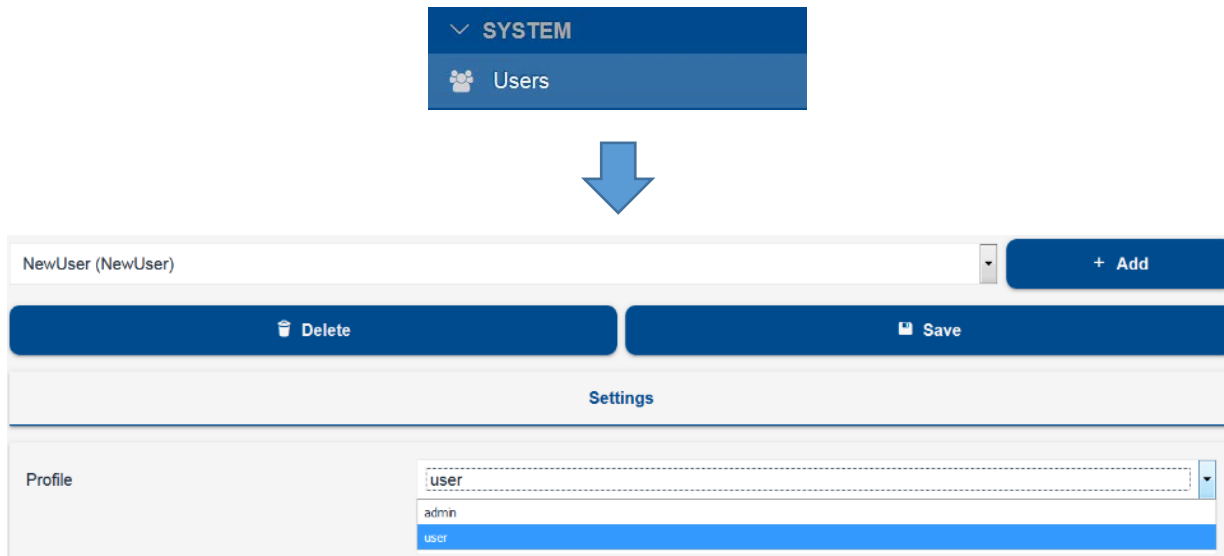 SYSTEM
Users
NewUser (NewUser)
+ Add
Delete
Save
Settings
Profile
user
admin
user